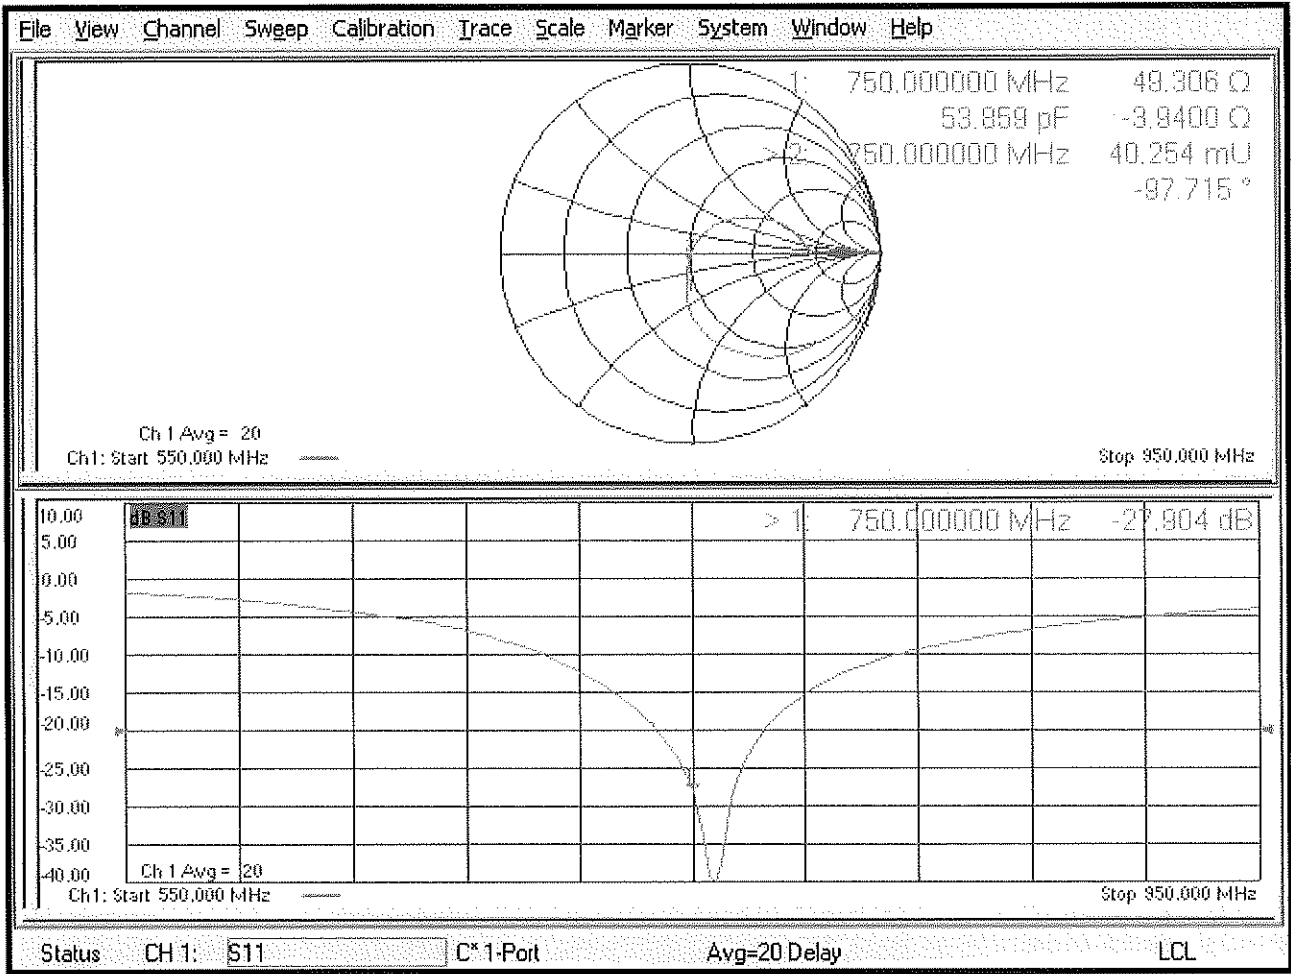 File View Channel Sweep Calibration Trace Scale Marker System Window Help
1: 750.000000 MHz 49.306 Ω
53.859 pF -3.9400 Ω
> 2: 750.000000 MHz 40.254 mU
-97.715 °
Ch 1 Avg = 20
Ch1: Start 550.000 MHz
Stop 950.000 MHz
10.00
dB S11
> 1: 750.000000 MHz -27.904 dB
5.00
0.00
-5.00
-10.00
-15.00
-20.00
-25.00
-30.00
-35.00
-40.00
Ch 1 Avg = 20
Ch1: Start 550.000 MHz
Stop 950.000 MHz
Status CH 1: S11 C* 1-Port Avg=20 Delay LCL